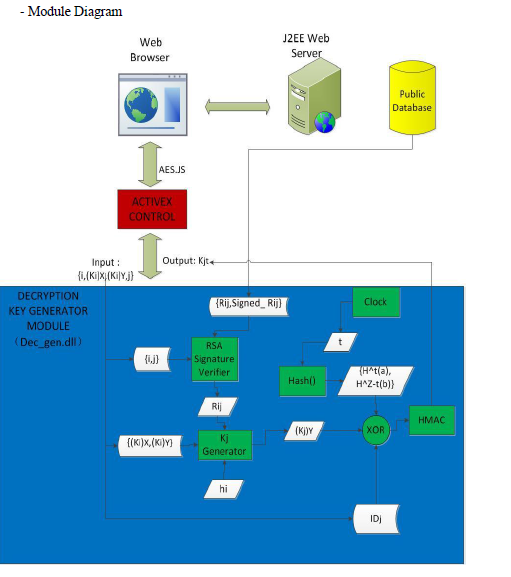 - Module Diagram
Web
Browser
J2EE Web
Server
Public
Database
AES.JS
ACTIVEX
CONTROL
Input :
{i,(Ki)X,(Ki)Y,j}
Output: Kjt
DECRYPTION
KEY GENERATOR
MODULE
(Dec_gen.dll)
{Rij,Signed_ Rij}
Clock
{i,j}
RSA
Signature
Verifier
t
Hash()
{H^t(a),
H^Z-t(b)}
Rij
{(Ki)X,(Ki)Y}
Kj
Generator
(Kj)Y
XOR
HMAC
hi
IDj